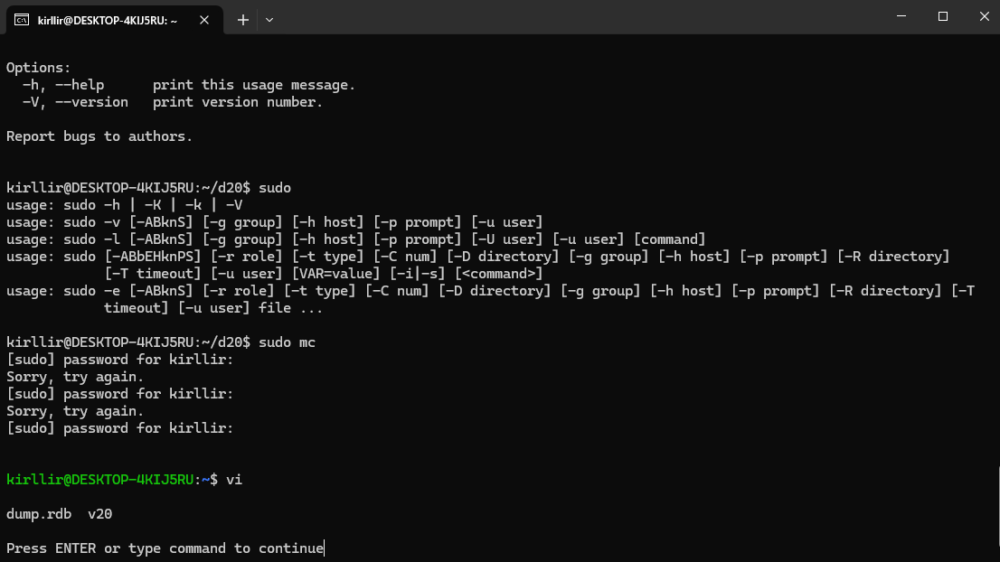 kirllir@DESKTOP-4KIJ5RU: ~
Options:
  -h, --help      print this usage message.
  -V, --version   print version number.
Report bugs to authors.
kirllir@DESKTOP-4KIJ5RU:~/d20$ sudo
usage: sudo -h | -K | -k | -V
usage: sudo -v [-ABknS] [-g group] [-h host] [-p prompt] [-u user]
usage: sudo -l [-ABknS] [-g group] [-h host] [-p prompt] [-U user] [-u user] [command]
usage: sudo [-ABbEHknPS] [-r role] [-t type] [-C num] [-D directory] [-g group] [-h host] [-p prompt] [-R directory]
            [-T timeout] [-u user] [VAR=value] [-i|-s] [<command>]
usage: sudo -e [-ABknS] [-r role] [-t type] [-C num] [-D directory] [-g group] [-h host] [-p prompt] [-R directory] [-T
            timeout] [-u user] file ...
kirllir@DESKTOP-4KIJ5RU:~/d20$ sudo mc
[sudo] password for kirllir:
Sorry, try again.
[sudo] password for kirllir:
Sorry, try again.
[sudo] password for kirllir:
kirllir@DESKTOP-4KIJ5RU:~$ vi
dump.rdb  v20
Press ENTER or type command to continue